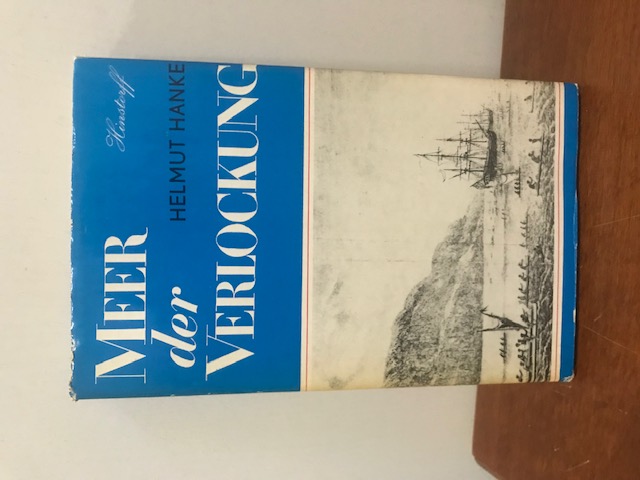 Hinstorff
HELMUT HANKE
MEER
der
VERLOCKUNG